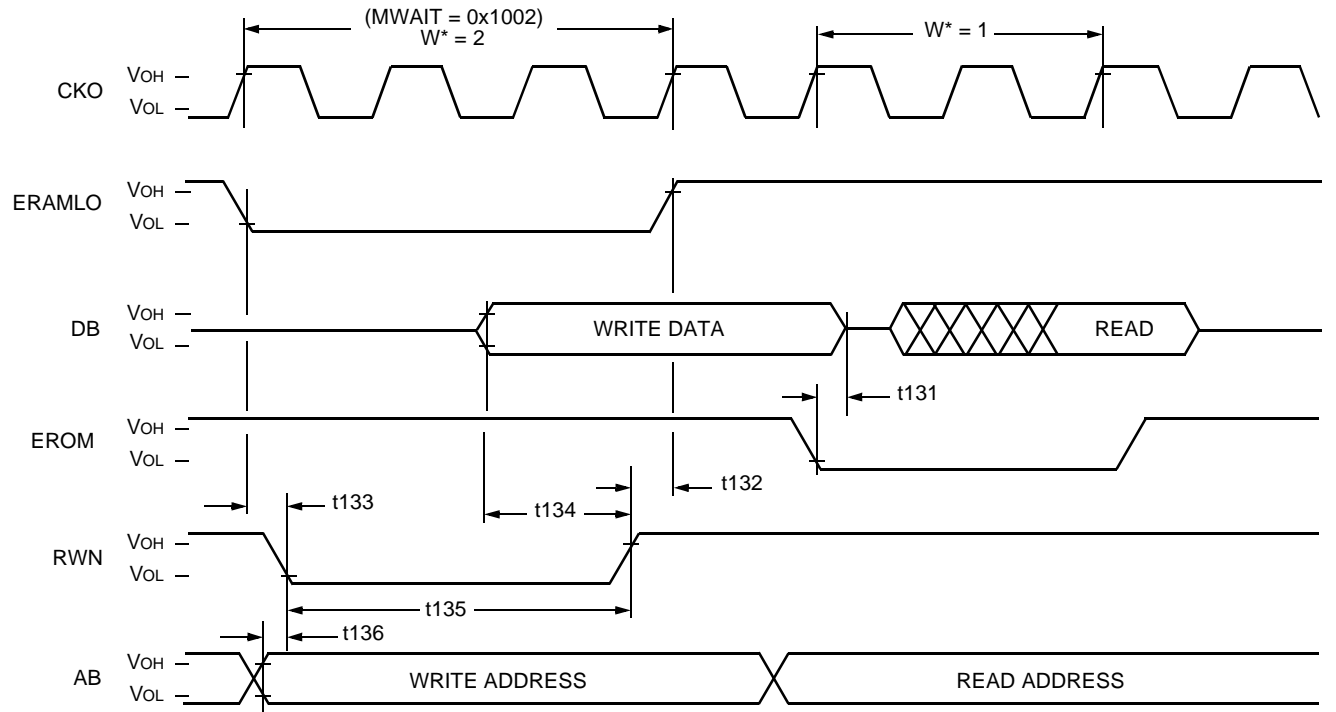 (MWAIT = 0x1002)
W* = 2
W* = 1
CKO
VOH
VOL
ERAMLO
VOH
VOL
DB
VOH
VOL
WRITE DATA
READ
t131
EROM
VOH
VOL
t132
t133
t134
RWN
VOH
VOL
t135
t136
AB
VOH
VOL
WRITE ADDRESS
READ ADDRESS